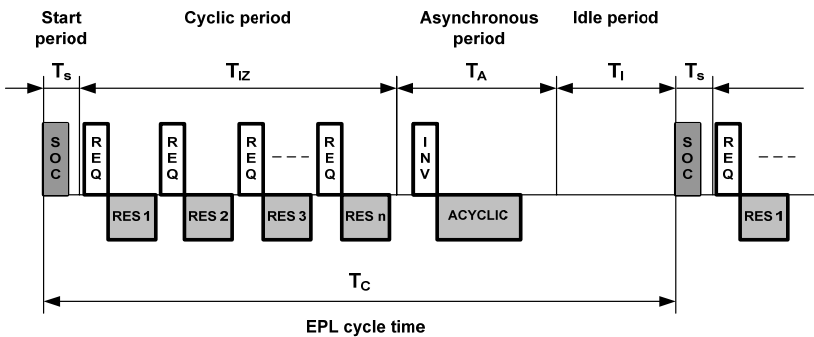 Start period
Cyclic period
Asynchronous period
Idle period
Ts
TIZ
TA
TI
Ts
SOC
REQ
REQ
REQ
REQ
INV
SOC
REQ
RES 1
RES 2
RES 3
RES n
ACYCLIC
RES 1
TC
EPL cycle time